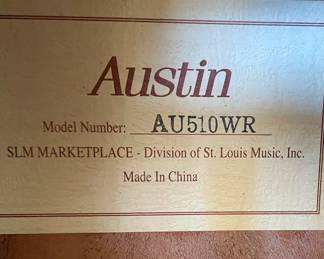 Austin
Model Number: AU510WR
SLM MARKETPLACE - Division of St. Louis Music, Inc.
Made In China